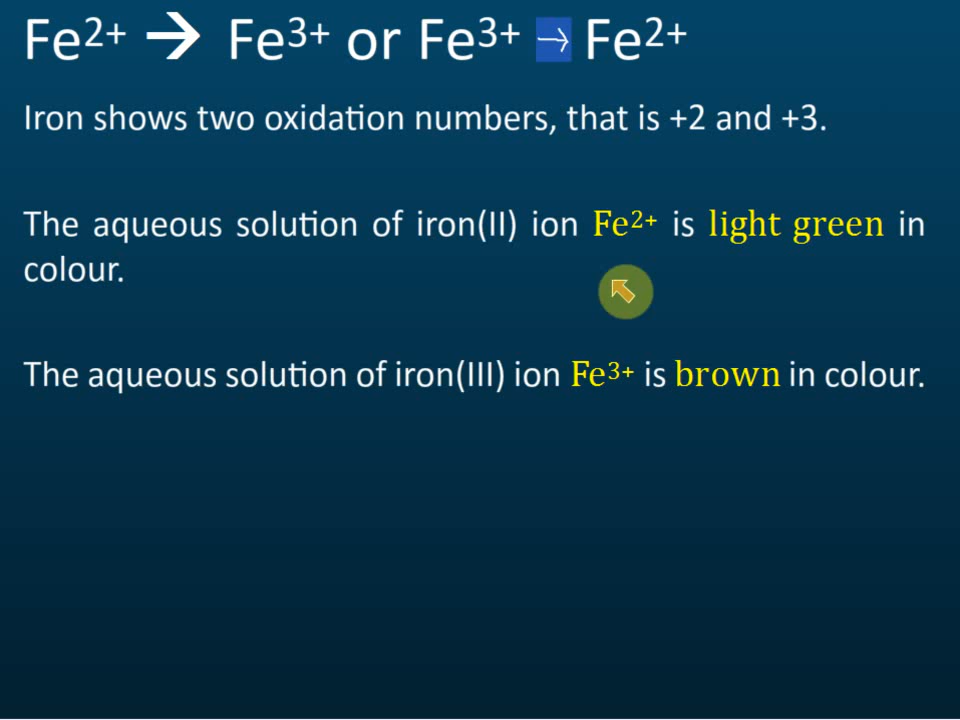 Fe2+ → Fe3+ or Fe3+ → Fe2+
Iron shows two oxidation numbers, that is +2 and +3.
The aqueous solution of iron(II) ion Fe2+ is light green in
colour.
The aqueous solution of iron(III) ion Fe3+ is brown in colour.